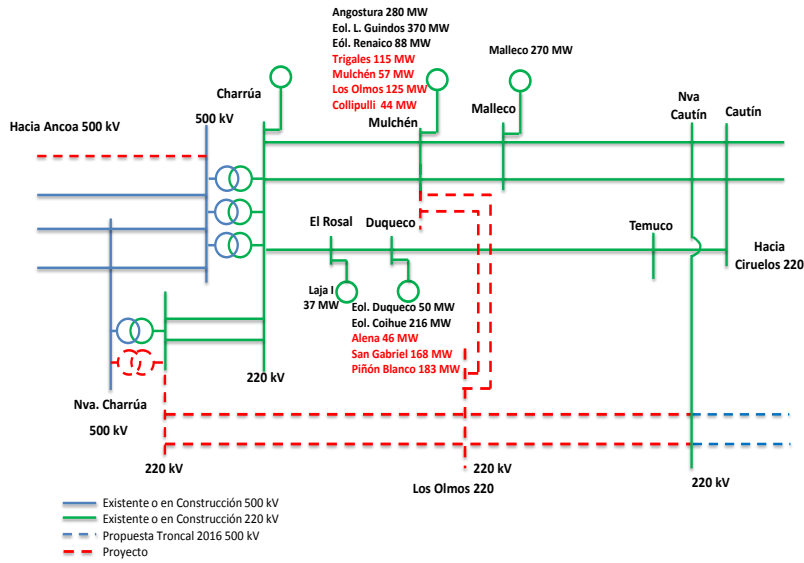 Angostura 280 MW
Eol. L. Guindos 370 MW
Eól. Renaico 88 MW
Trigales 115 MW
Mulchén 57 MW
Los Olmos 125 MW
Collipulli 44 MW
Malleco 270 MW
Charrúa
500 kV
Hacia Ancoa 500 kV
Mulchén
Malleco
Nva
Cautín
Cautín
El Rosal
Duqueco
Temuco
Hacia
Ciruelos 220
Laja I
37 MW
Eol. Duqueco 50 MW
Eol. Coihue 216 MW
Alena 46 MW
San Gabriel 168 MW
Piñón Blanco 183 MW
220 kV
Nva. Charrúa
500 kV
220 kV
220 kV
Los Olmos 220
220 kV
Existente o en Construcción 500 kV
Existente o en Construcción 220 kV
Propuesta Troncal 2016 500 kV
Proyecto